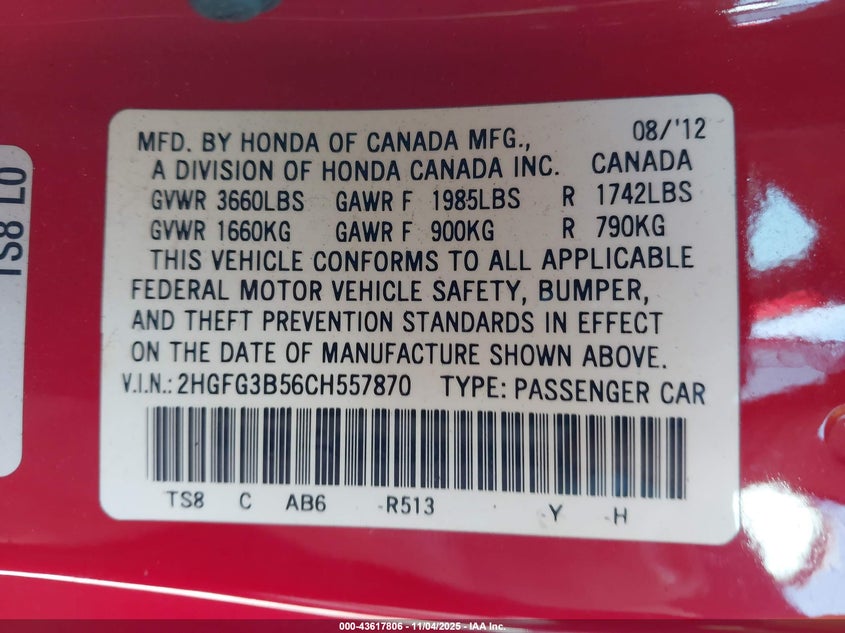 MFD. BY HONDA OF CANADA MFG., 08/'12
A DIVISION OF HONDA CANADA INC. CANADA
GVWR 3660LBS GAWR F 1985LBS R 1742LBS
GVWR 1660KG GAWR F 900KG R 790KG
THIS VEHICLE CONFORMS TO ALL APPLICABLE
FEDERAL MOTOR VEHICLE SAFETY, BUMPER,
AND THEFT PREVENTION STANDARDS IN EFFECT
ON THE DATE OF MANUFACTURE SHOWN ABOVE.
V.I.N.: 2HGFG3B56CH557870 TYPE: PASSENGER CAR
TS8 C AB6 -R513 -Y -H
TS8 LO
000-43617806 - 11/04/2025 - IAA Inc.